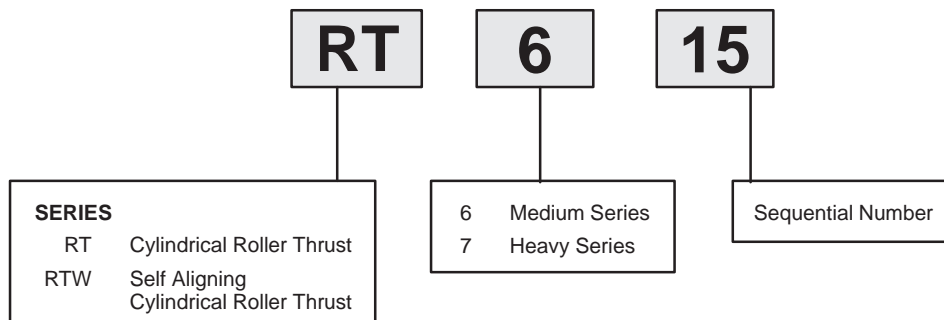 RT 6 15
SERIES
RT Cylindrical Roller Thrust
RTW Self Aligning
Cylindrical Roller Thrust
6 Medium Series
7 Heavy Series
Sequential Number